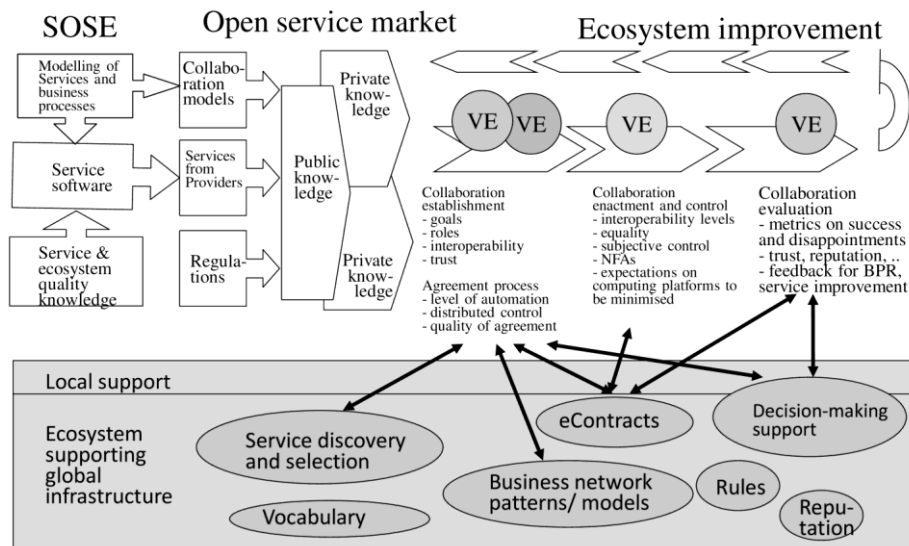 SOSE
Open service market
Ecosystem improvement
Modelling of
Services and
business
processes
Collabo-
ration
models
Private
know-
ledge
VE
VE
VE
VE
Service
software
Services
from
Providers
Public
know-
ledge
Service &
ecosystem
quality
knowledge
Regula-
tions
Private
knowledge
Collaboration
establishment
- goals
- roles
- interoperability
- trust
Agreement process
- level of automation
- distributed control
- quality of agreement
Collaboration
enactment and control
- interoperability levels
- equality
- subjective control
- NFAs
- expectations on
computing platforms to
be minimised
Collaboration
evaluation
- metrics on success
and disappointments
- trust, reputation, ..
- feedback for BPR,
service improvement
Local support
Ecosystem
supporting
global
infrastructure
Service discovery
and selection
eContracts
Decision-making
support
Business network
patterns/ models
Rules
Vocabulary
Repu-
tation